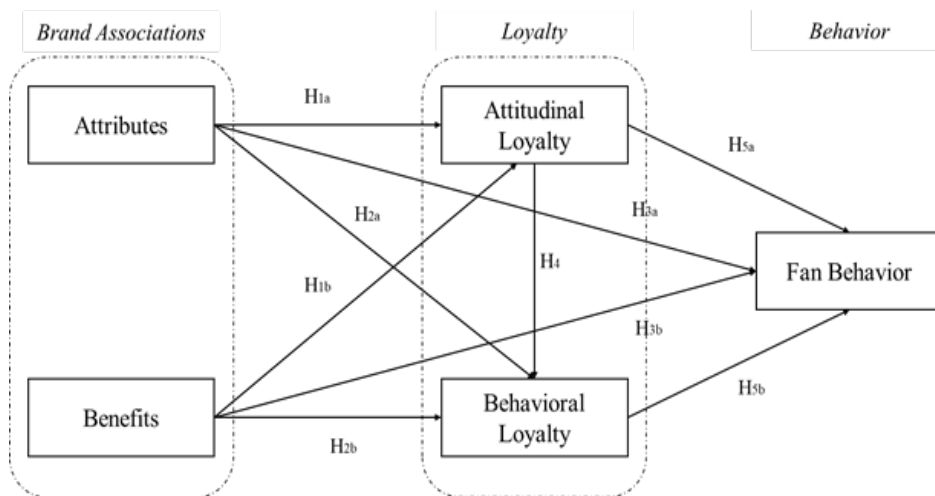 Brand Associations
Loyalty
Behavior
Attributes
H1a
Attitudinal
Loyalty
H5a
H2a
H3a
H4
Fan Behavior
H1b
H3b
Benefits
H2b
Behavioral
Loyalty
H5b